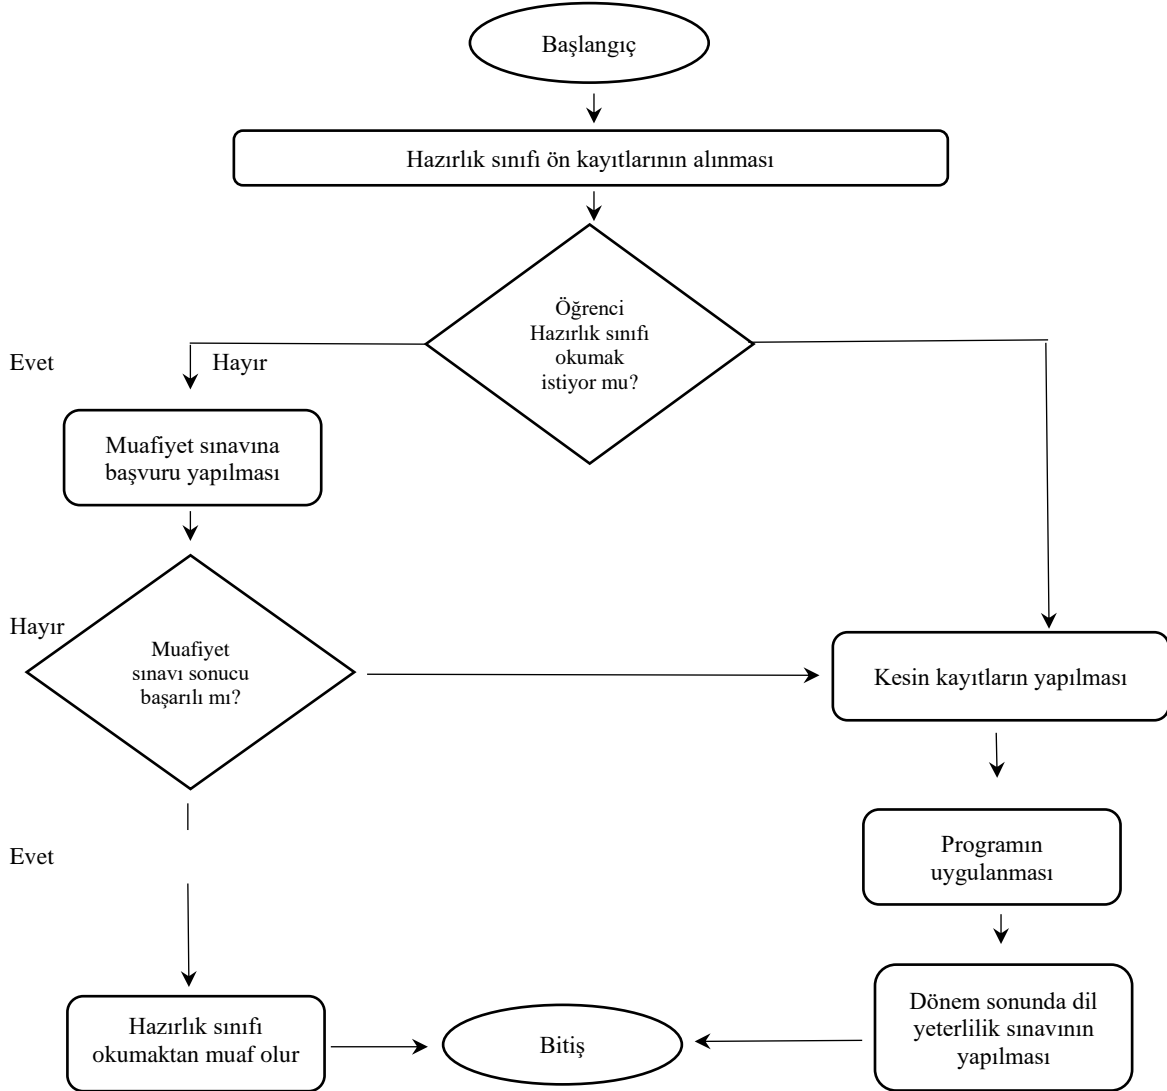 Başlangıç
Hazırlık sınıfı ön kayıtlarının alınması
Öğrenci
Hazırlık sınıfı
okumak
istiyor mu?
Evet
Hayır
Muafiyet sınavına
başvuru yapılması
Hayır
Muafiyet
sınavı sonucu
başarılı mı?
Kesin kayıtların yapılması
Evet
Programın
uygulanması
Hazırlık sınıfı
okumaktan muaf olur
Bitiş
Dönem sonunda dil
yeterlilik sınavının
yapılması